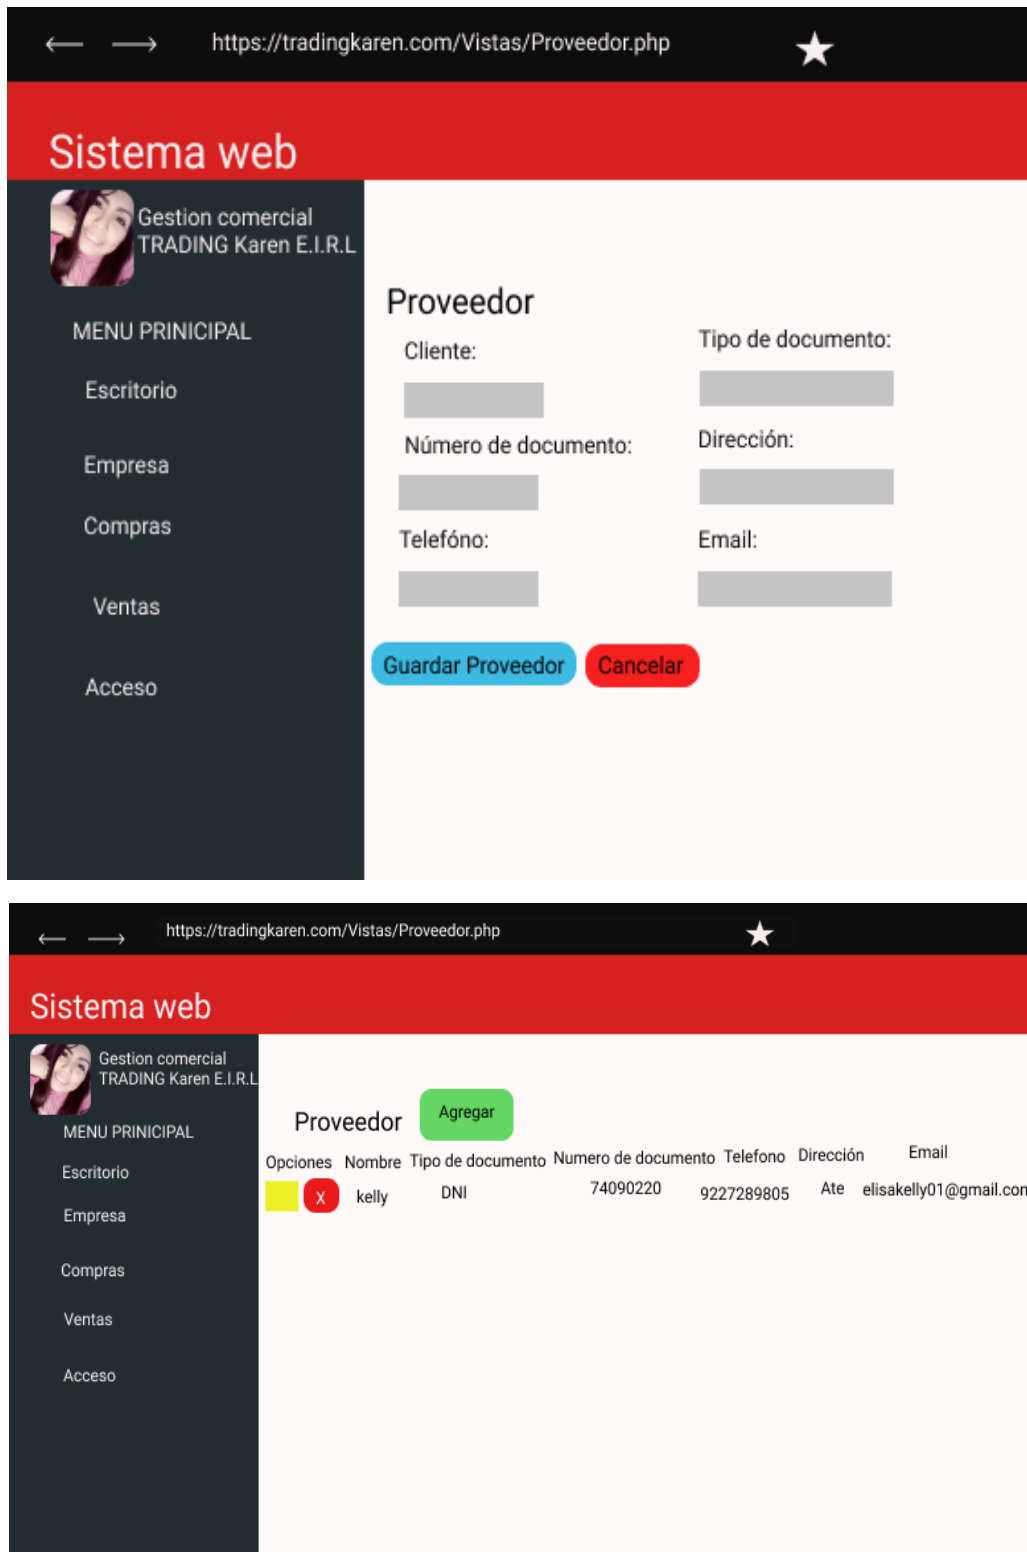 https://tradingkaren.com/Vistas/Proveedor.php
Sistema web
Gestion comercial
TRADING Karen E.I.R.L
MENU PRINICIPAL
Escritorio
Empresa
Compras
Ventas
Acceso
Proveedor
Cliente:
Tipo de documento:
Número de documento:
Dirección:
Telefóno:
Email:
Guardar Proveedor
Cancelar
https://tradingkaren.com/Vistas/Proveedor.php
Sistema web
Gestion comercial
TRADING Karen E.I.R.L
MENU PRINICIPAL
Escritorio
Empresa
Compras
Ventas
Acceso
Proveedor
Agregar
Opciones Nombre Tipo de documento Numero de documento Telefono Dirección Email
X kelly DNI 74090220 9227289805 Ate elisakelly01@gmail.com